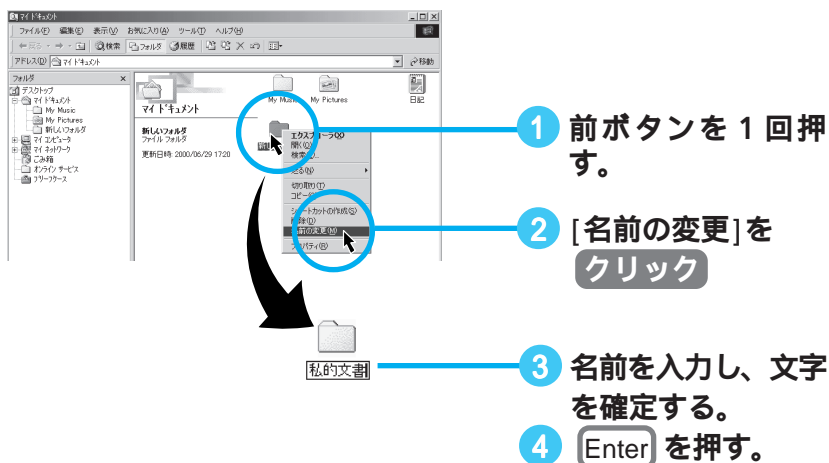 マイ ドキュメント
ファイル(F) 編集(E) 表示(V) お気に入り(A) ツール(T) ヘルプ(H)
戻る 検索 フォルダ 履歴
アドレス(D) マイ ドキュメント 移動
フォルダ ×
デスクトップ
マイ ドキュメント
My Music
My Pictures
新しいフォルダ
マイ コンピュータ
マイ ネットワーク
ごみ箱
オンライン サービス
フリーケース
マイ ドキュメント
新しいフォルダ
ファイル フォルダ
更新日時: 2000/06/29 17:20
My Music My Pictures 日記
エクスプローラ(X)
開く(O)
検索(E)...
送る(N)
切り取り(T)
コピー(C)
ショートカットの作成(S)
削除(D)
名前の変更(M)
プロパティ(R)
私的文書
1 前ボタンを1回押
す。
2 [名前の変更]を
クリック
3 名前を入力し、文字
を確定する。
4 Enter を押す。